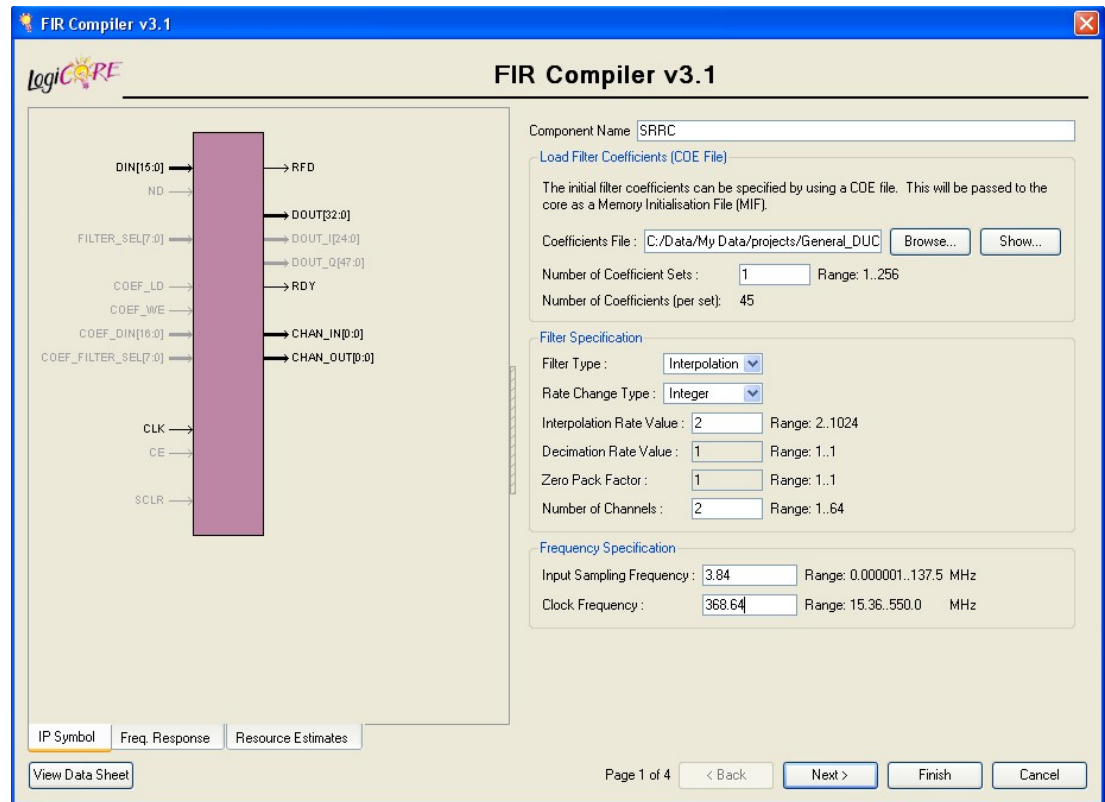 FIR Compiler v3.1
LogiCORE
FIR Compiler v3.1
DIN[15:0]
ND
FILTER_SEL[7:0]
COEF_LD
COEF_WE
COEF_DIN[16:0]
COEF_FILTER_SEL[7:0]
CLK
CE
SCLR
RFD
DOUT[32:0]
DOUT_I[24:0]
DOUT_Q[47:0]
RDY
CHAN_IN[0:0]
CHAN_OUT[0:0]
Component Name SRRC
Load Filter Coefficients (COE File)
The initial filter coefficients can be specified by using a COE file. This will be passed to the
core as a Memory Initialisation File (MIF).
Coefficients File : C:/Data/My Data/projects/General_DUC Browse... Show...
Number of Coefficient Sets : 1 Range: 1..256
Number of Coefficients (per set): 45
Filter Specification
Filter Type : Interpolation
Rate Change Type : Integer
Interpolation Rate Value : 2 Range: 2..1024
Decimation Rate Value : 1 Range: 1..1
Zero Pack Factor : 1 Range: 1..1
Number of Channels : 2 Range: 1..64
Frequency Specification
Input Sampling Frequency : 3.84 Range: 0.000001..137.5 MHz
Clock Frequency : 368.64 Range: 15.36..550.0 MHz
IP Symbol Freq. Response Resource Estimates
View Data Sheet Page 1 of 4 < Back Next > Finish Cancel